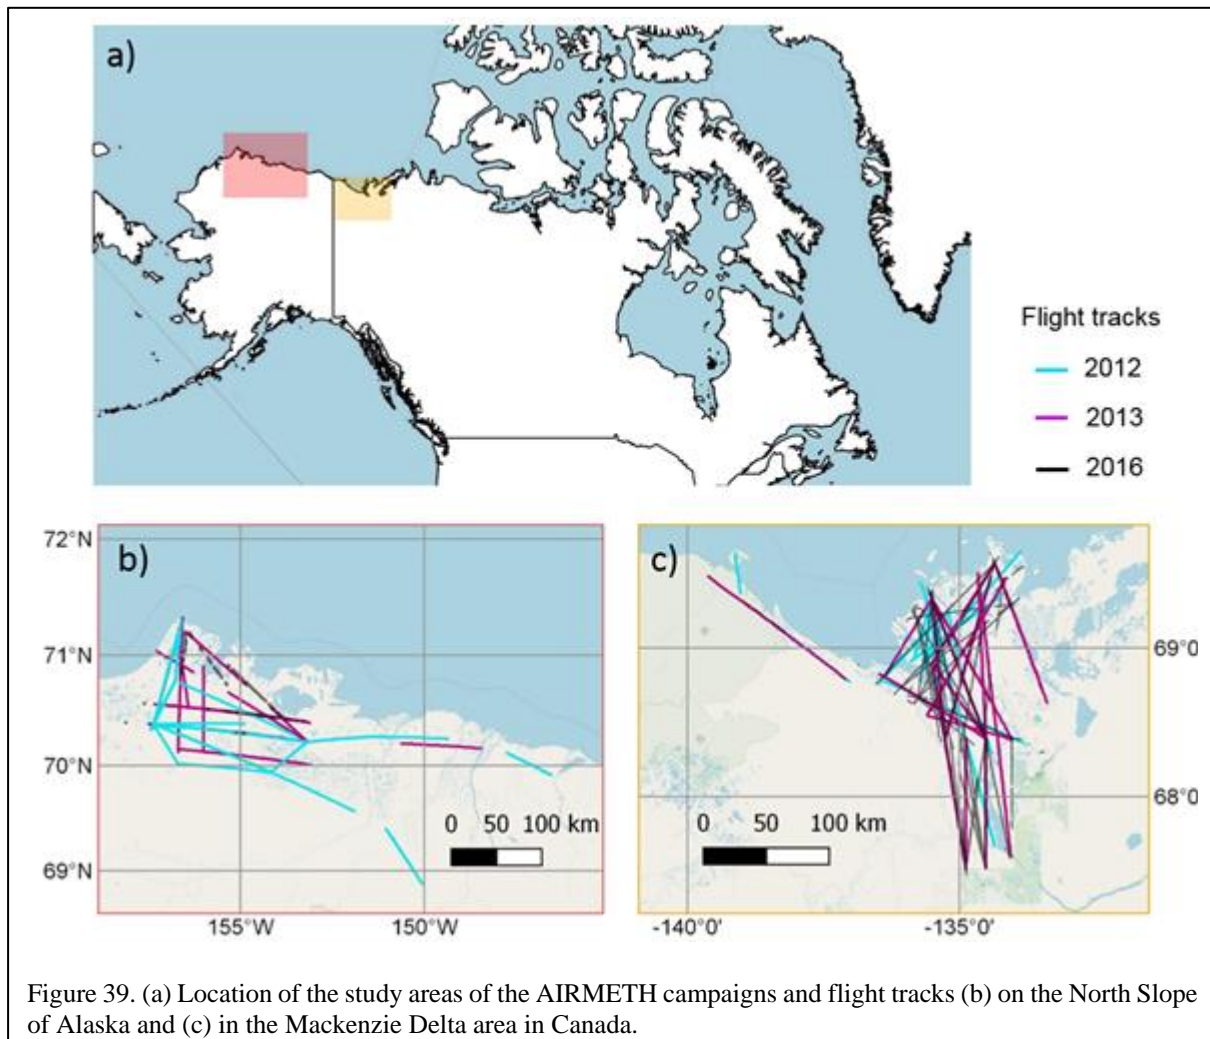 a)
Flight tracks
2012
2013
2016
72°N
71°N
70°N
69°N
b)
0 50 100 km
155°W 150°W
c)
69°0
68°0
0 50 100 km
-140°0' -135°0'
Figure 39. (a) Location of the study areas of the AIRMETH campaigns and flight tracks (b) on the North Slope
of Alaska and (c) in the Mackenzie Delta area in Canada.